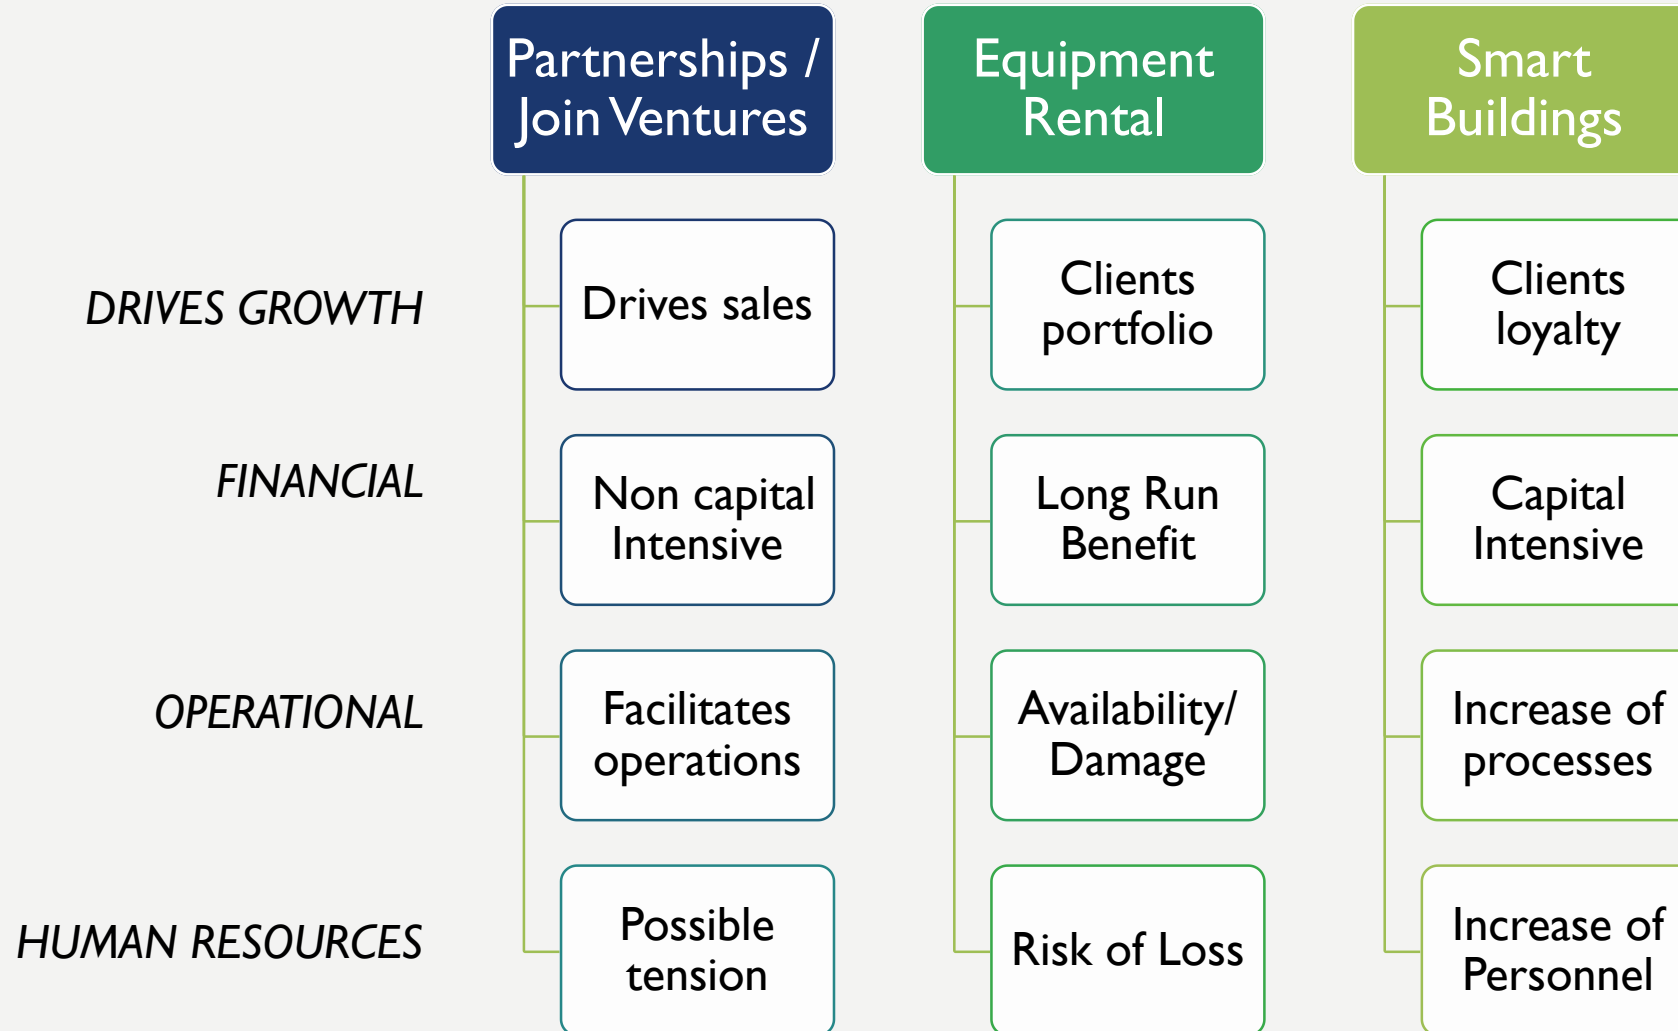 Partnerships /
Join Ventures
Equipment
Rental
Smart
Buildings
DRIVES GROWTH
Drives sales
Clients
portfolio
Clients
loyalty
FINANCIAL
Non capital
Intensive
Long Run
Benefit
Capital
Intensive
OPERATIONAL
Facilitates
operations
Availability/
Damage
Increase of
processes
HUMAN RESOURCES
Possible
tension
Risk of Loss
Increase of
Personnel